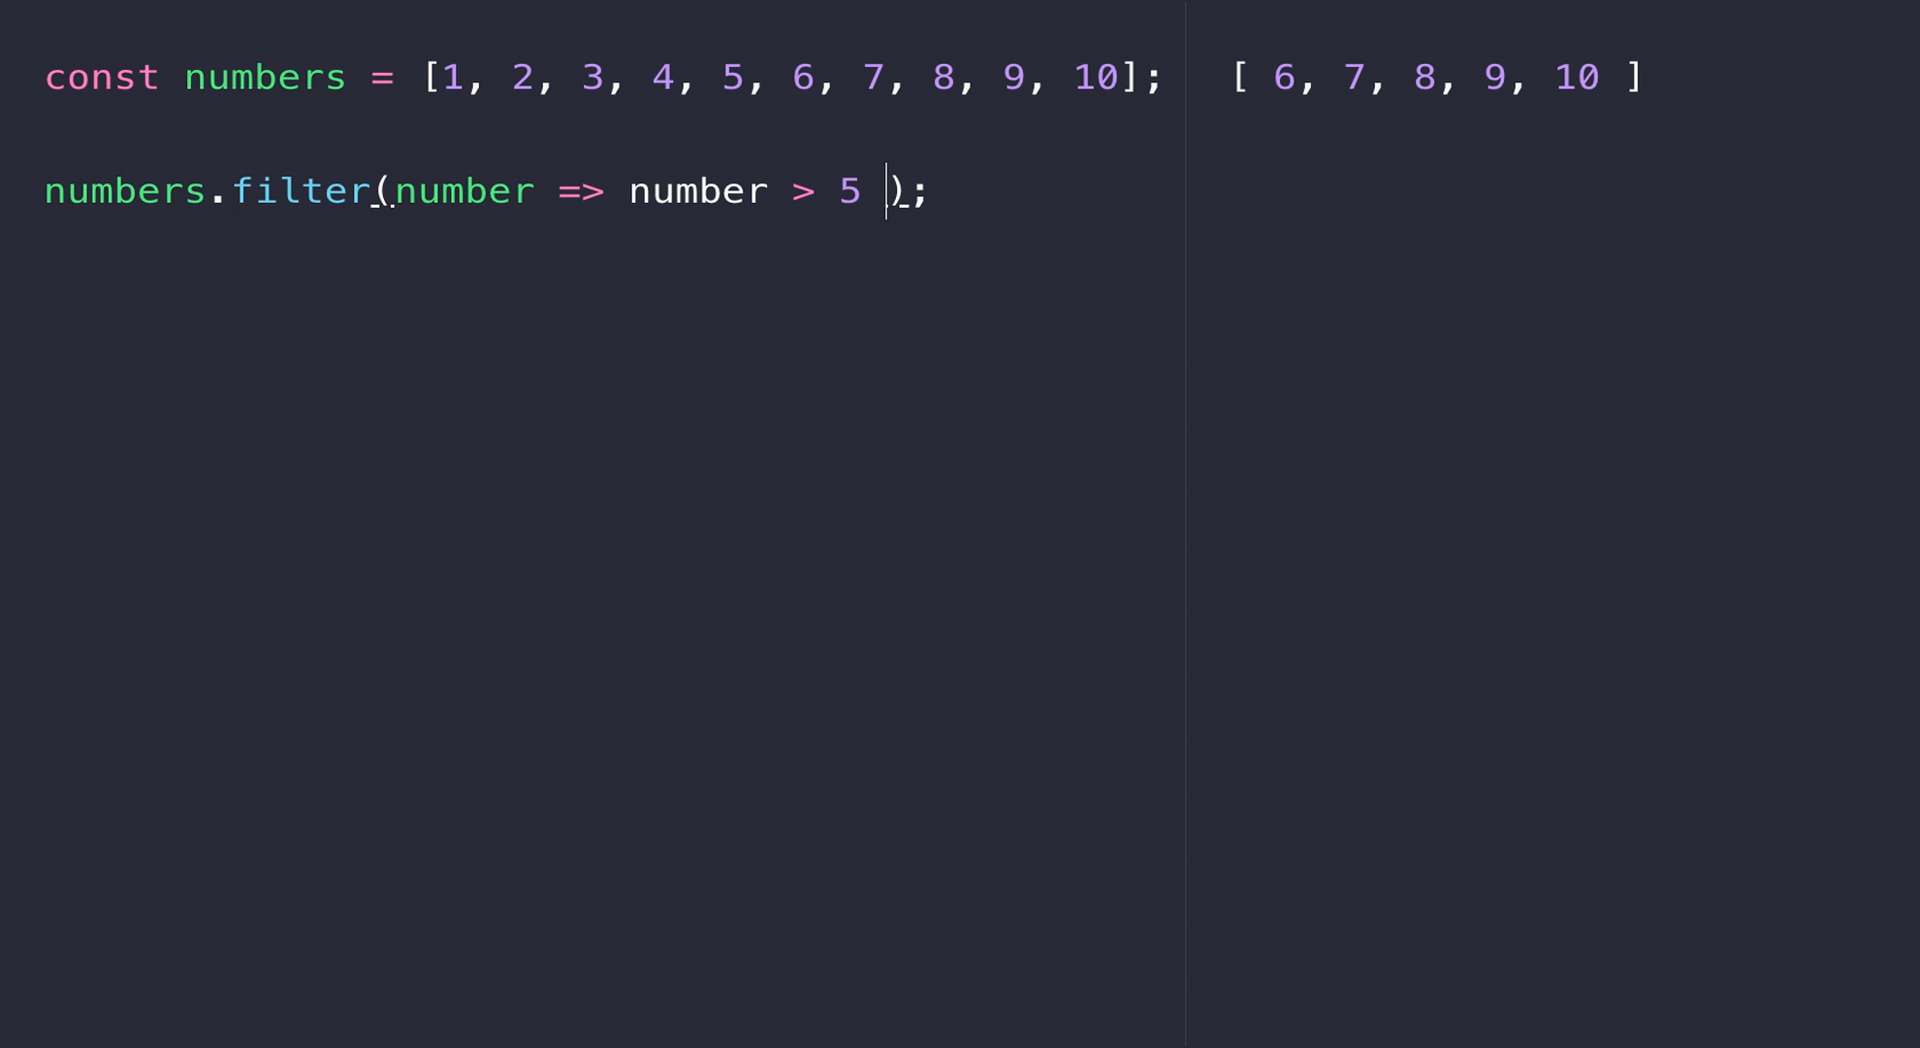 const numbers = [1, 2, 3, 4, 5, 6, 7, 8, 9, 10];
numbers.filter(number => number > 5 );
[ 6, 7, 8, 9, 10 ]